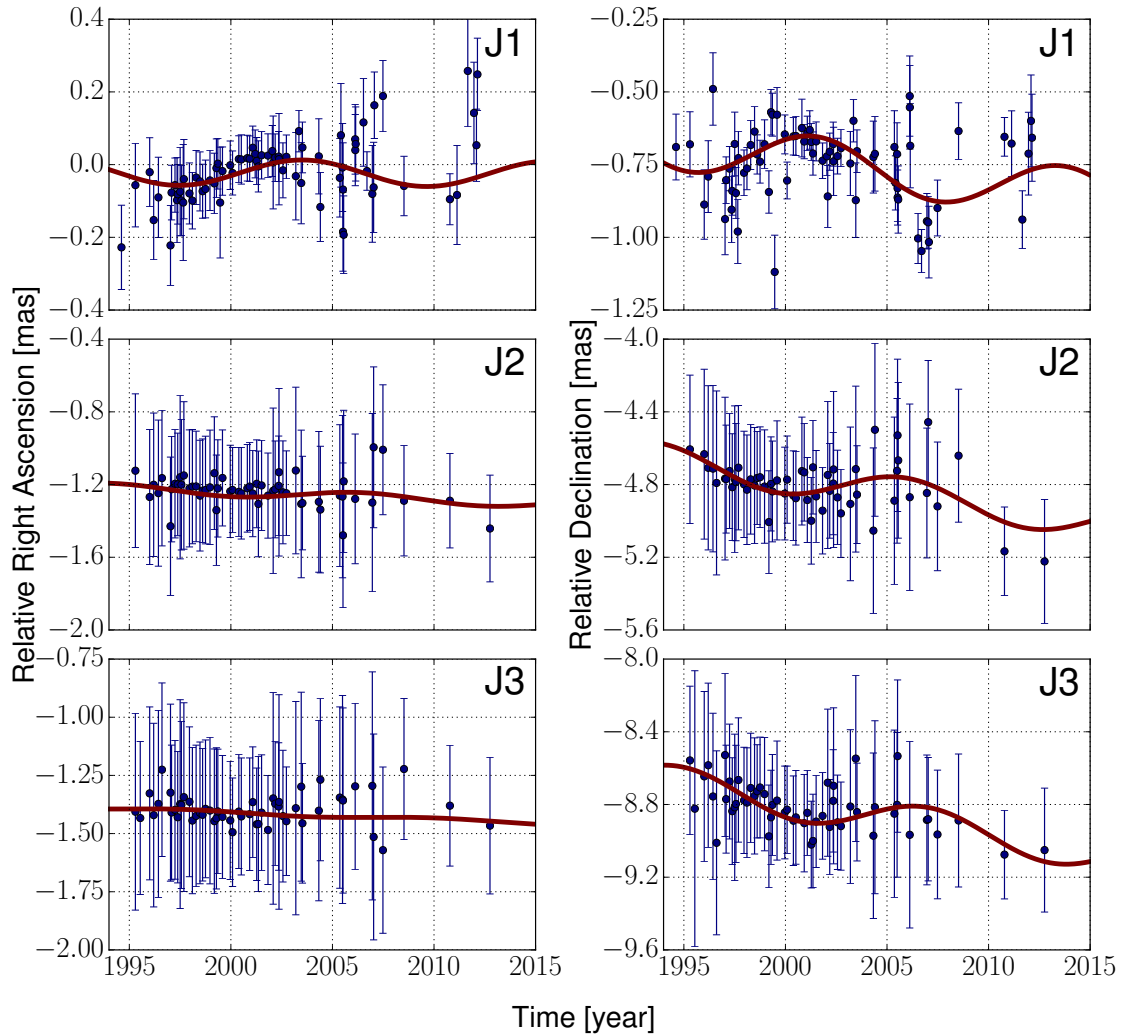 0.4
0.2
0.0
−0.2
−0.4
J1
−0.25
−0.50
−0.75
−1.00
−1.25
J1
−0.4
−0.8
−1.2
−1.6
−2.0
J2
−4.0
−4.4
−4.8
−5.2
−5.6
J2
−0.75
−1.00
−1.25
−1.50
−1.75
−2.00
J3
−8.0
−8.4
−8.8
−9.2
−9.6
J3
Relative Right Ascension [mas]
Relative Declination [mas]
1995 2000 2005 2010 2015
1995 2000 2005 2010 2015
Time [year]